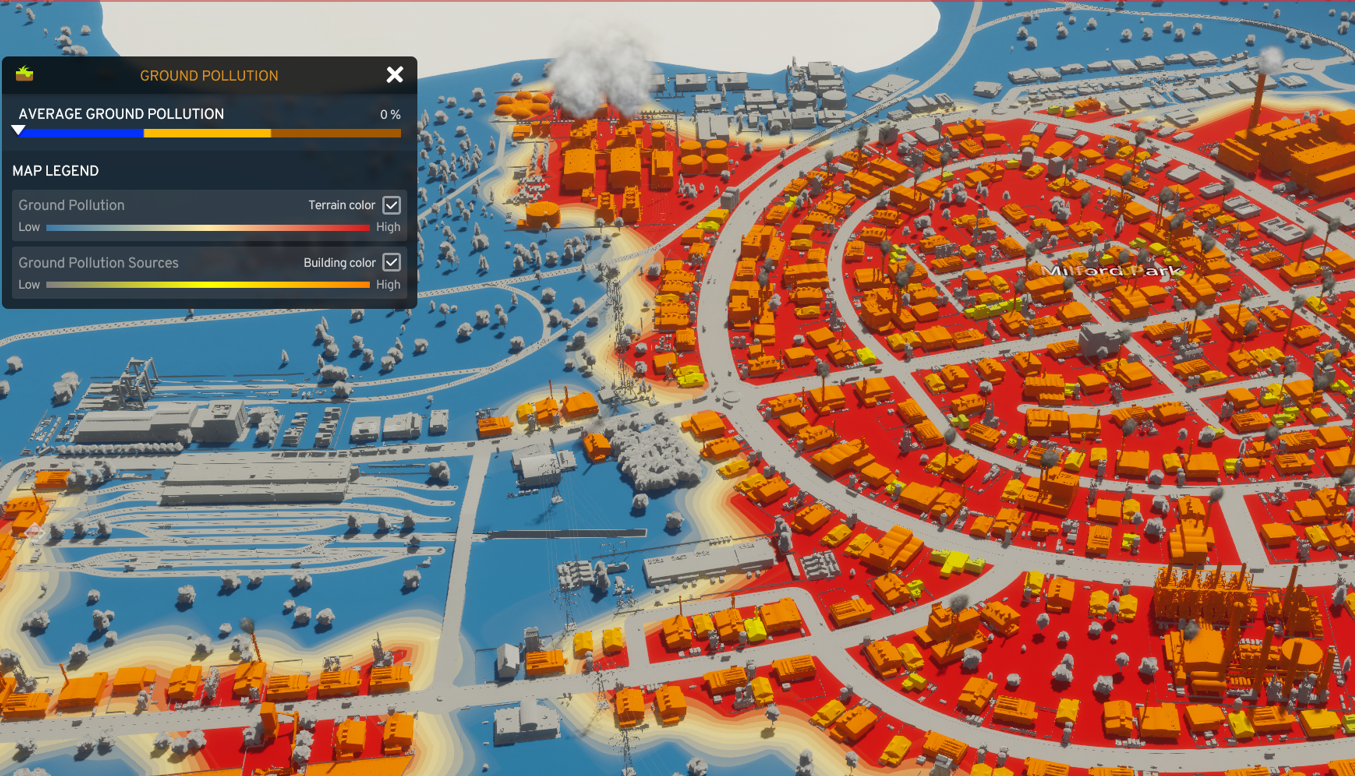 GROUND POLLUTION
AVERAGE GROUND POLLUTION 0 %
MAP LEGEND
Ground Pollution Terrain color
Low High
Ground Pollution Sources Building color
Low High
Milford Park